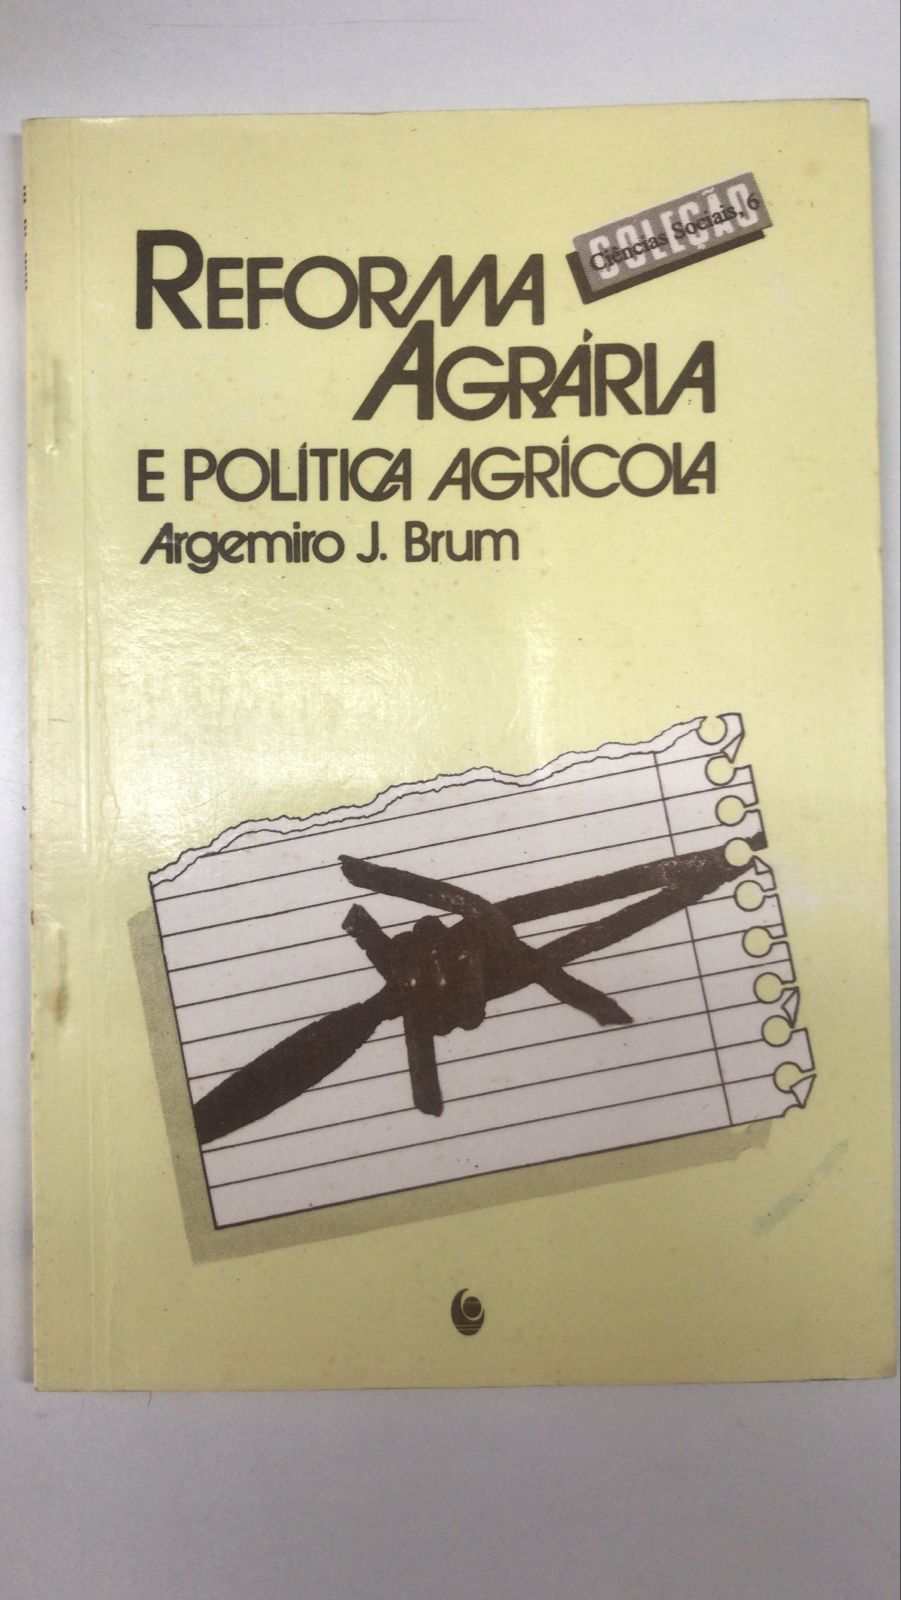 COLEÇÃO
Ciências Sociais, 6
REFORMA
AGRÁRIA
E POLÍTICA AGRÍCOLA
Argemiro J. Brum